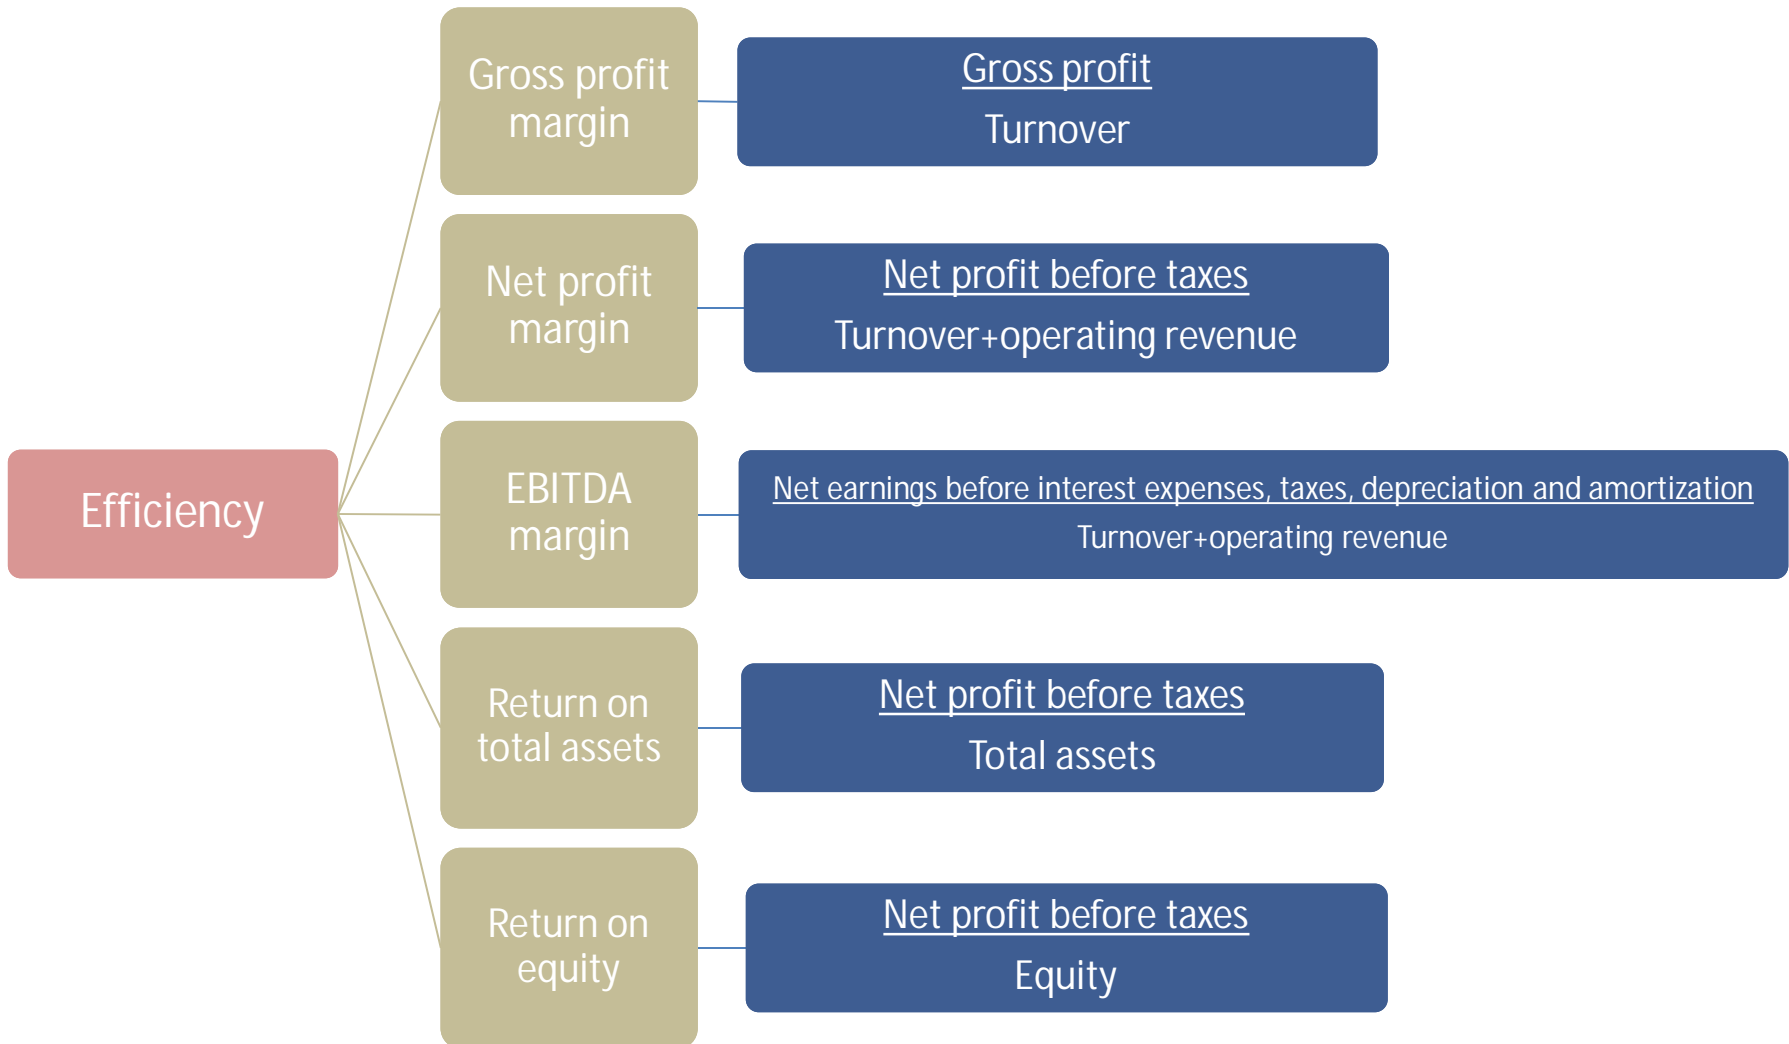 Gross profit
margin
Gross profit
Turnover
Net profit
margin
Net profit before taxes
Turnover+operating revenue
Efficiency
EBITDA
margin
Net earnings before interest expenses, taxes, depreciation and amortization
Turnover+operating revenue
Return on
total assets
Net profit before taxes
Total assets
Return on
equity
Net profit before taxes
Equity